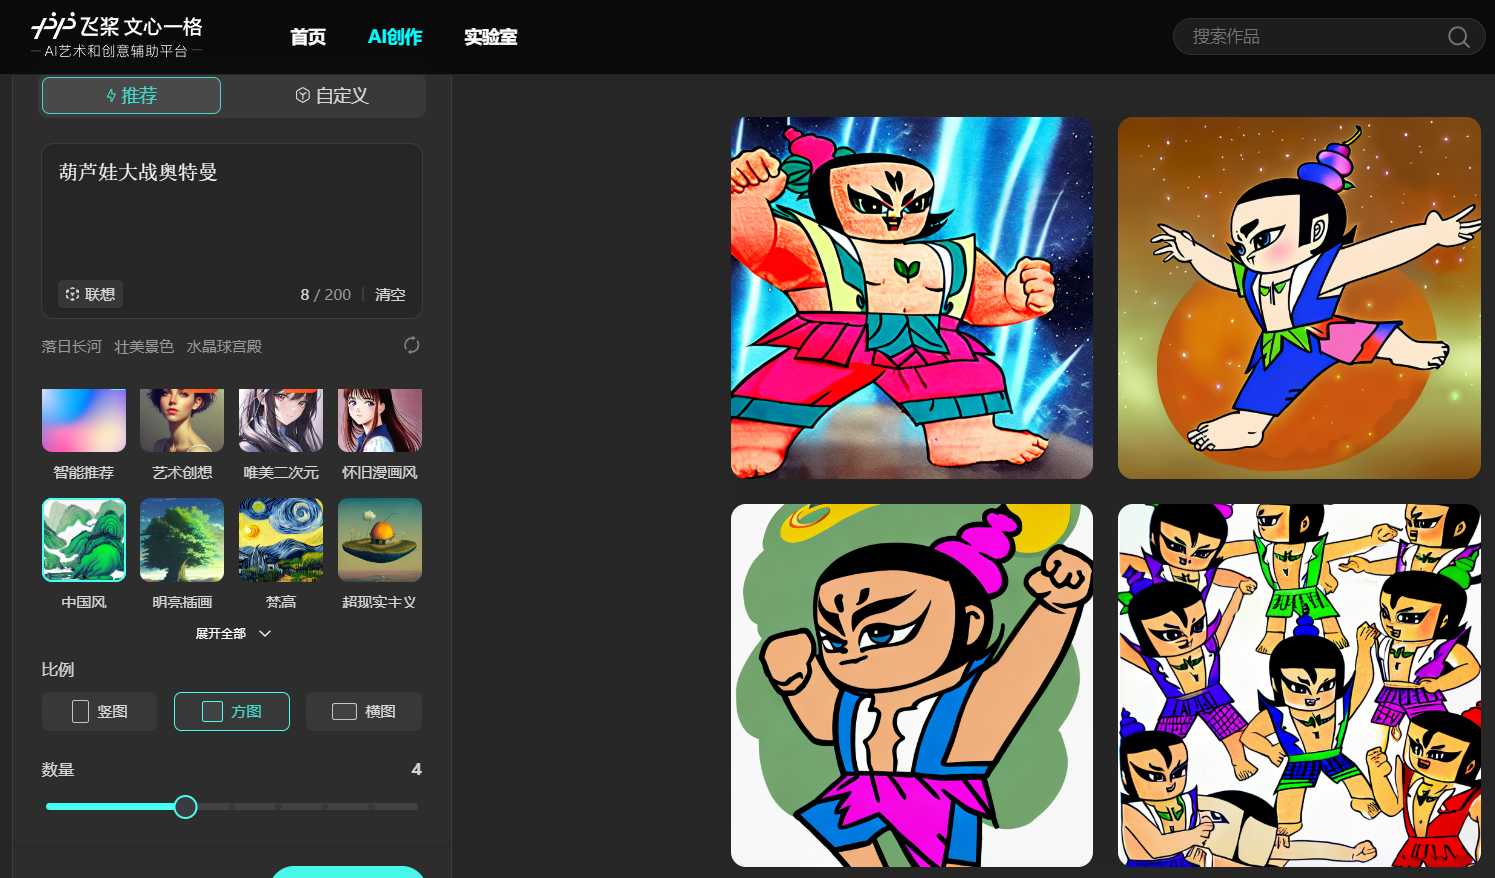 飞桨 文心一格
AI艺术和创意辅助平台
首页 AI创作 实验室
搜索作品
推荐 自定义
葫芦娃大战奥特曼
联想 8 / 200 清空
落日长河 壮美景色 水晶球宫殿
智能推荐 艺术创想 唯美二次元 怀旧漫画风
中国风 明亮插画 梵高 超现实主义
展开全部
比例
竖图 方图 横图
数量 4